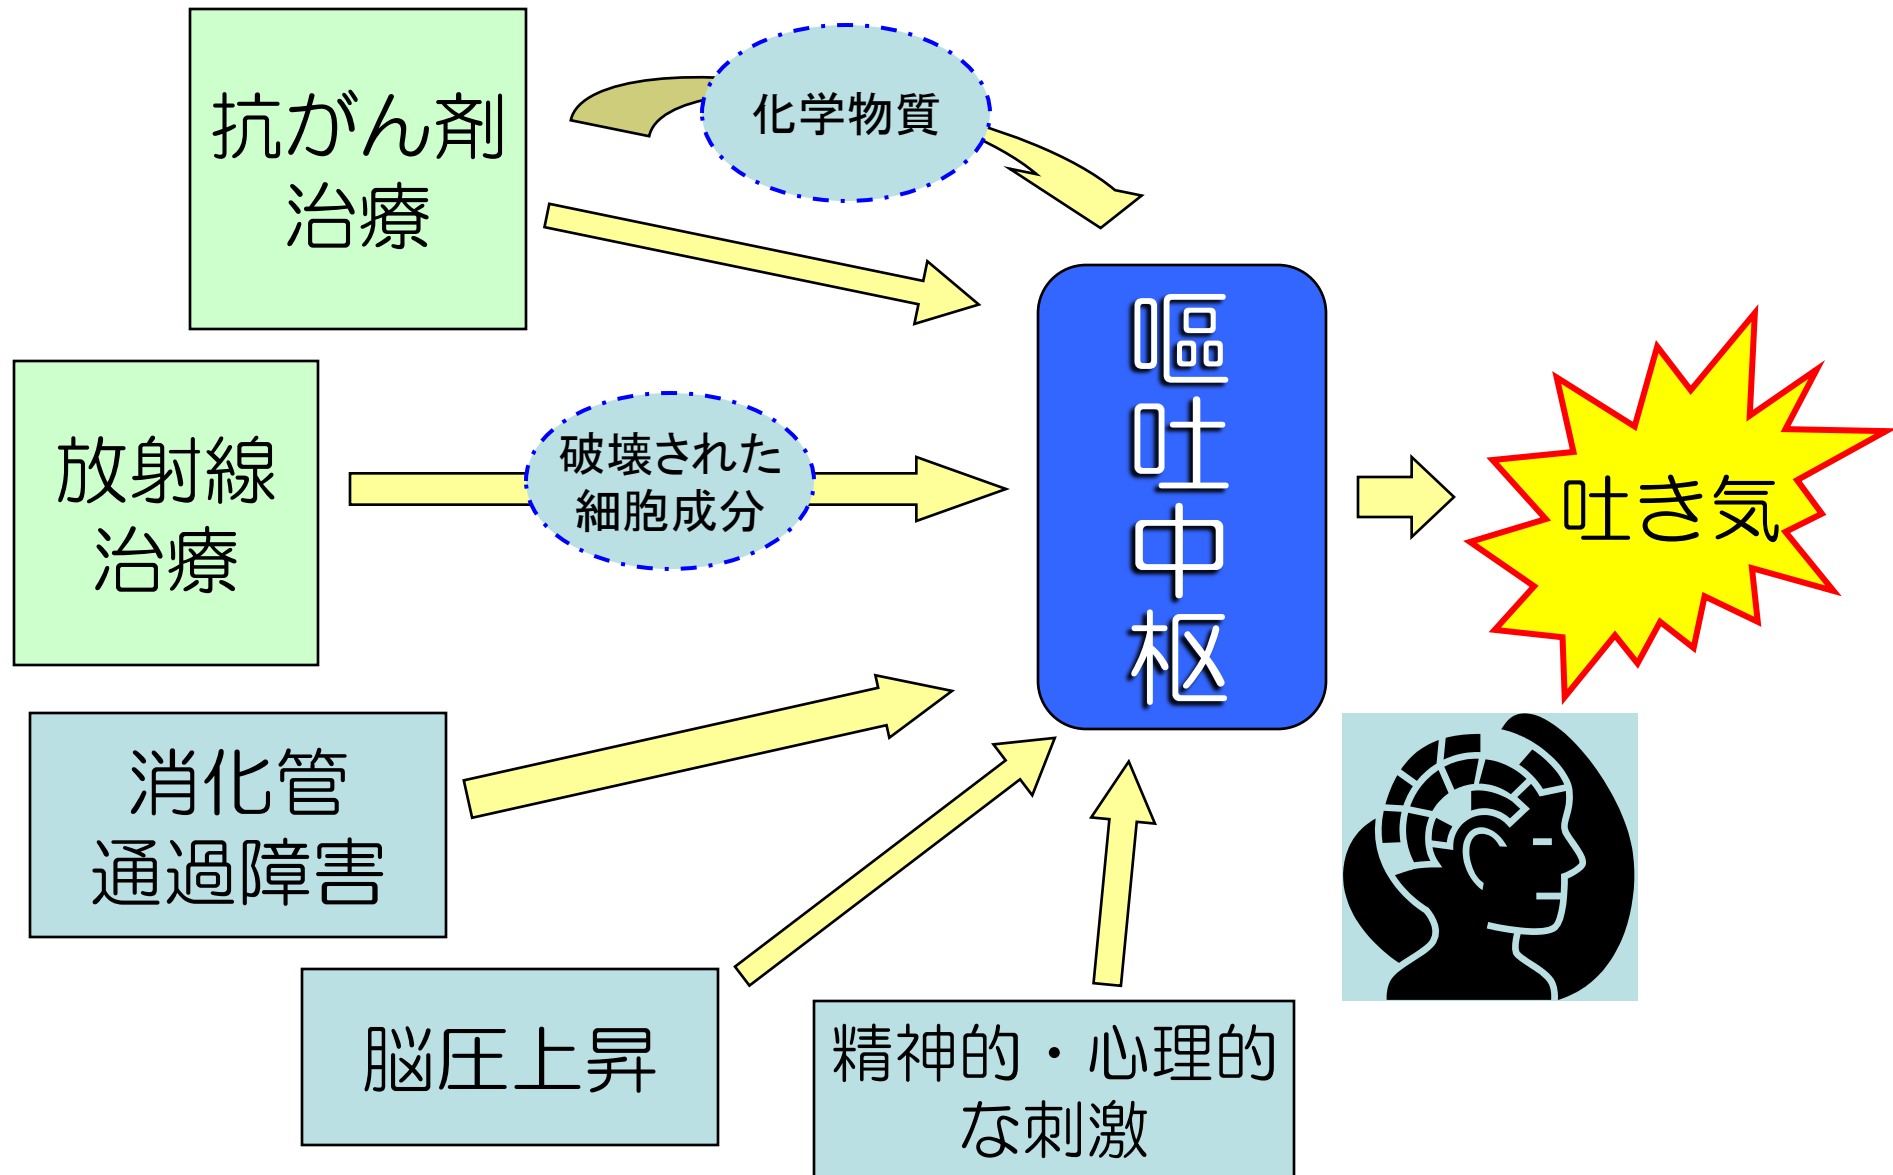 抗がん剤
治療
化学物質
放射線
治療
破壊された
細胞成分
嘔吐中枢
吐き気
消化管
通過障害
脳圧上昇
精神的・心理的
な刺激